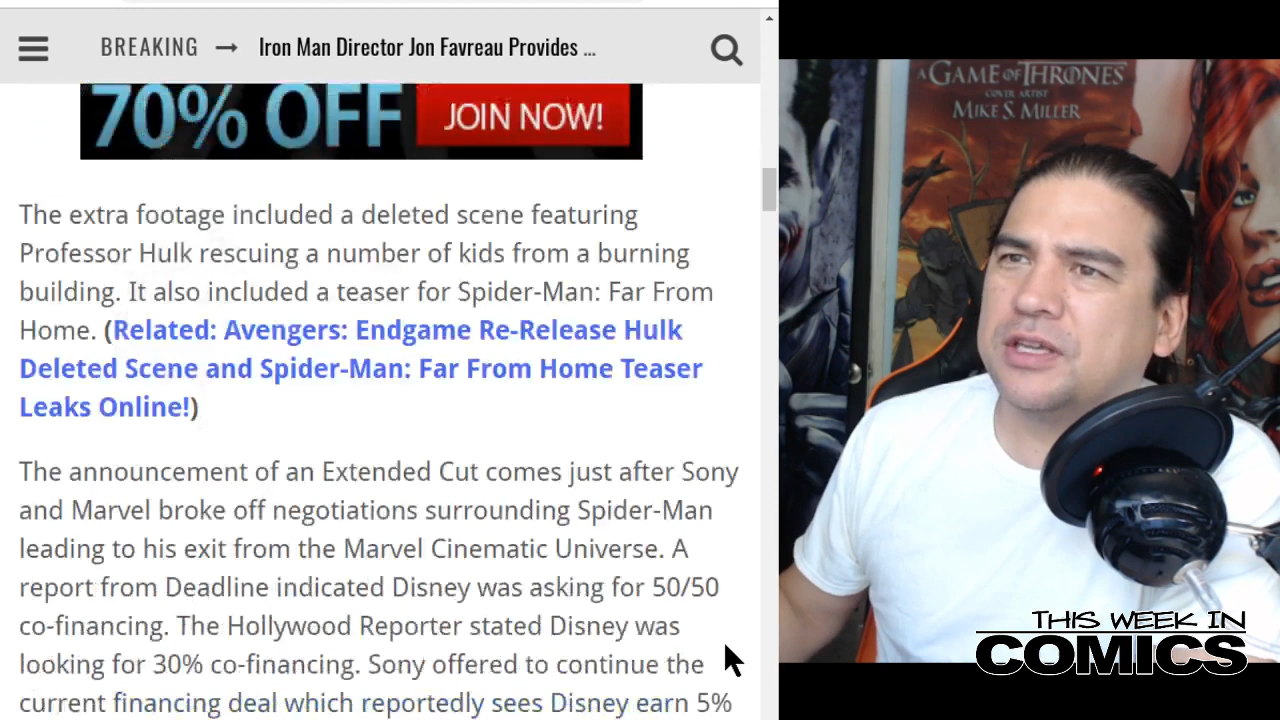 BREAKING → Iron Man Director Jon Favreau Provides ...
70% OFF JOIN NOW!
The extra footage included a deleted scene featuring
Professor Hulk rescuing a number of kids from a burning
building. It also included a teaser for Spider-Man: Far From
Home. (Related: Avengers: Endgame Re-Release Hulk
Deleted Scene and Spider-Man: Far From Home Teaser
Leaks Online!)
The announcement of an Extended Cut comes just after Sony
and Marvel broke off negotiations surrounding Spider-Man
leading to his exit from the Marvel Cinematic Universe. A
report from Deadline indicated Disney was asking for 50/50
co-financing. The Hollywood Reporter stated Disney was
looking for 30% co-financing. Sony offered to continue the
current financing deal which reportedly sees Disney earn 5%
A GAME OF THRONES
COVER ARTIST
MIKE S. MILLER
THIS WEEK IN
COMICS